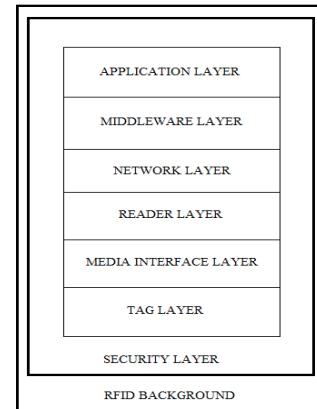 APPLICATION LAYER
MIDDLEWARE LAYER
NETWORK LAYER
READER LAYER
MEDIA INTERFACE LAYER
TAG LAYER
SECURITY LAYER
RFID BACKGROUND